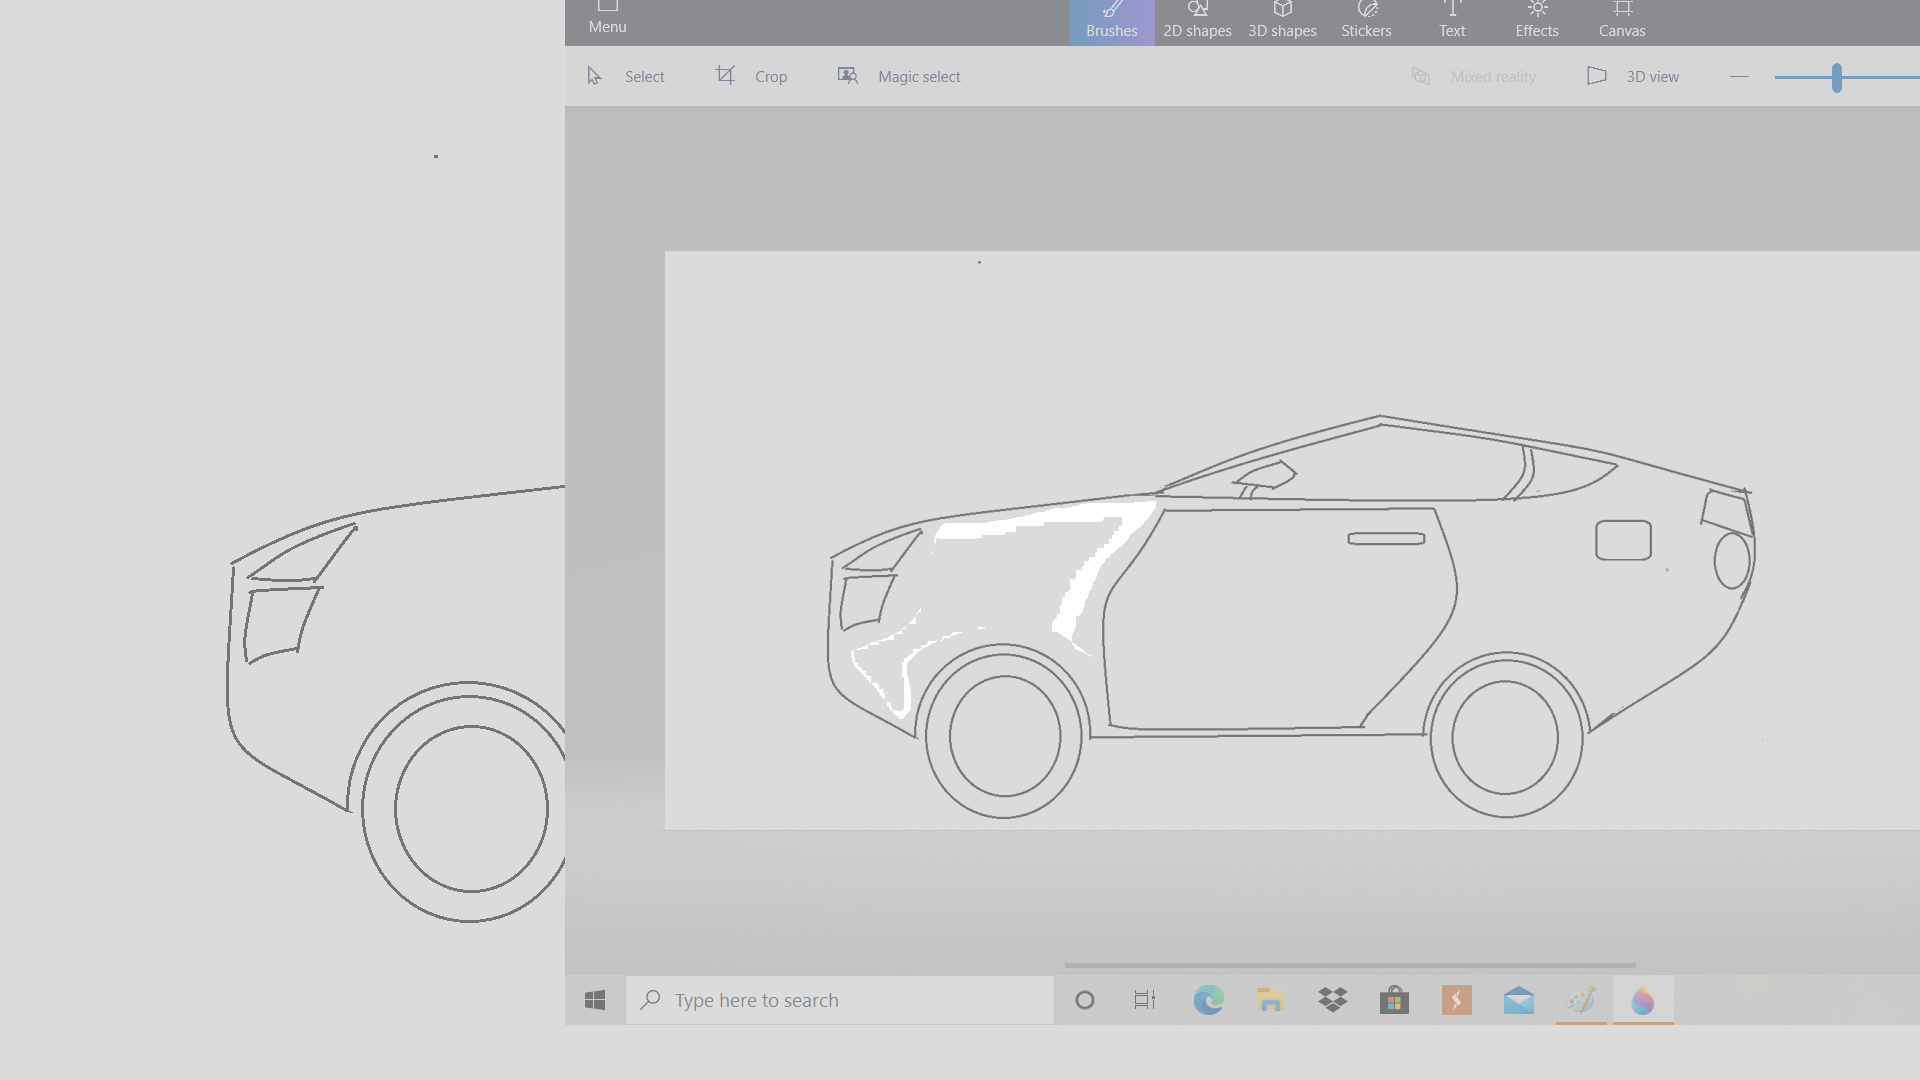 Menu
Brushes
2D shapes
3D shapes
Stickers
Text
Effects
Canvas
Select
Crop
Magic select
Mixed reality
3D view
Type here to search